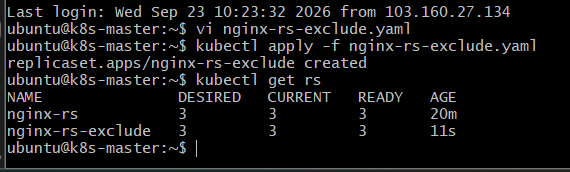 Last login: Wed Sep 23 10:23:32 2026 from 103.160.27.134
ubuntu@k8s-master:~$ vi nginx-rs-exclude.yaml
ubuntu@k8s-master:~$ kubectl apply -f nginx-rs-exclude.yaml
replicaset.apps/nginx-rs-exclude created
ubuntu@k8s-master:~$ kubectl get rs
NAME               DESIRED   CURRENT   READY   AGE
nginx-rs           3         3         3       20m
nginx-rs-exclude   3         3         3       11s
ubuntu@k8s-master:~$